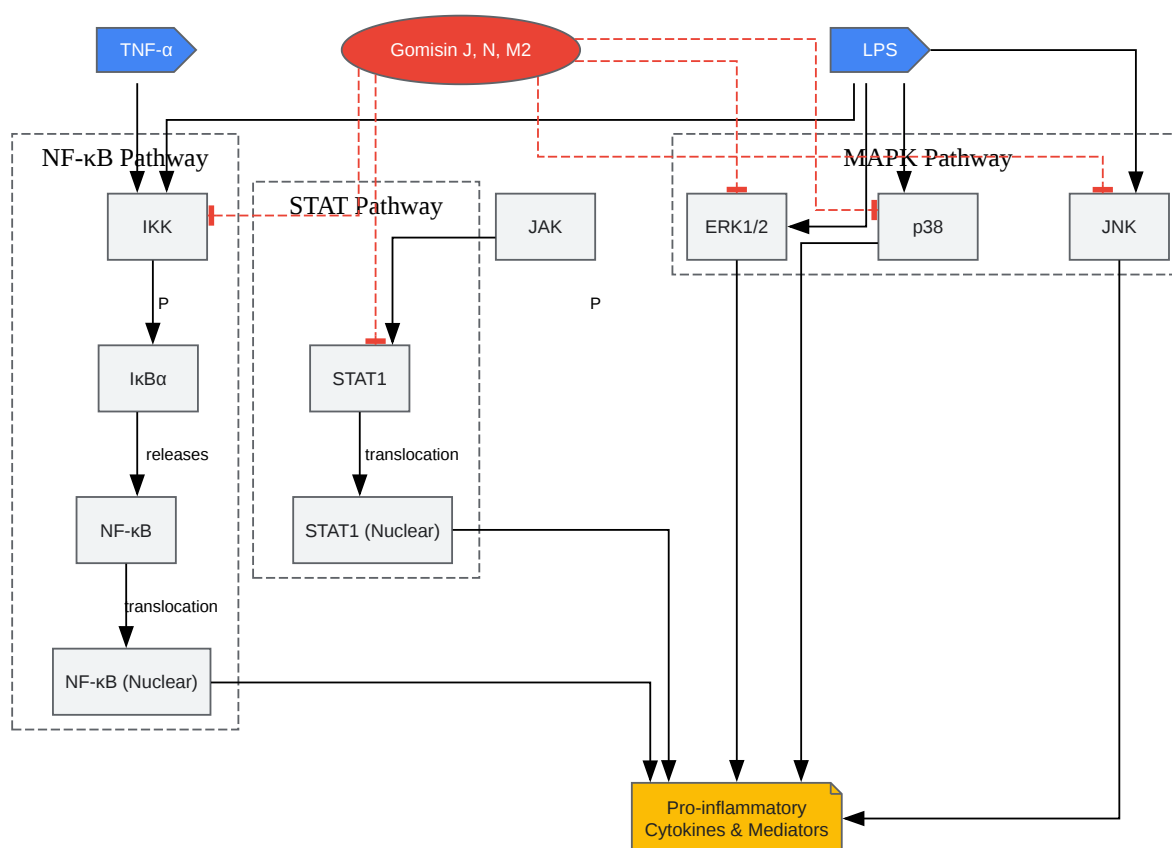 TNF-α
Gomisin J, N, M2
LPS
NF-κB Pathway
MAPK Pathway
STAT Pathway
IKK
JAK
ERK1/2
p38
JNK
P
P
IκBα
STAT1
releases
translocation
NF-κB
STAT1 (Nuclear)
translocation
NF-κB (Nuclear)
Pro-inflammatory
Cytokines & Mediators